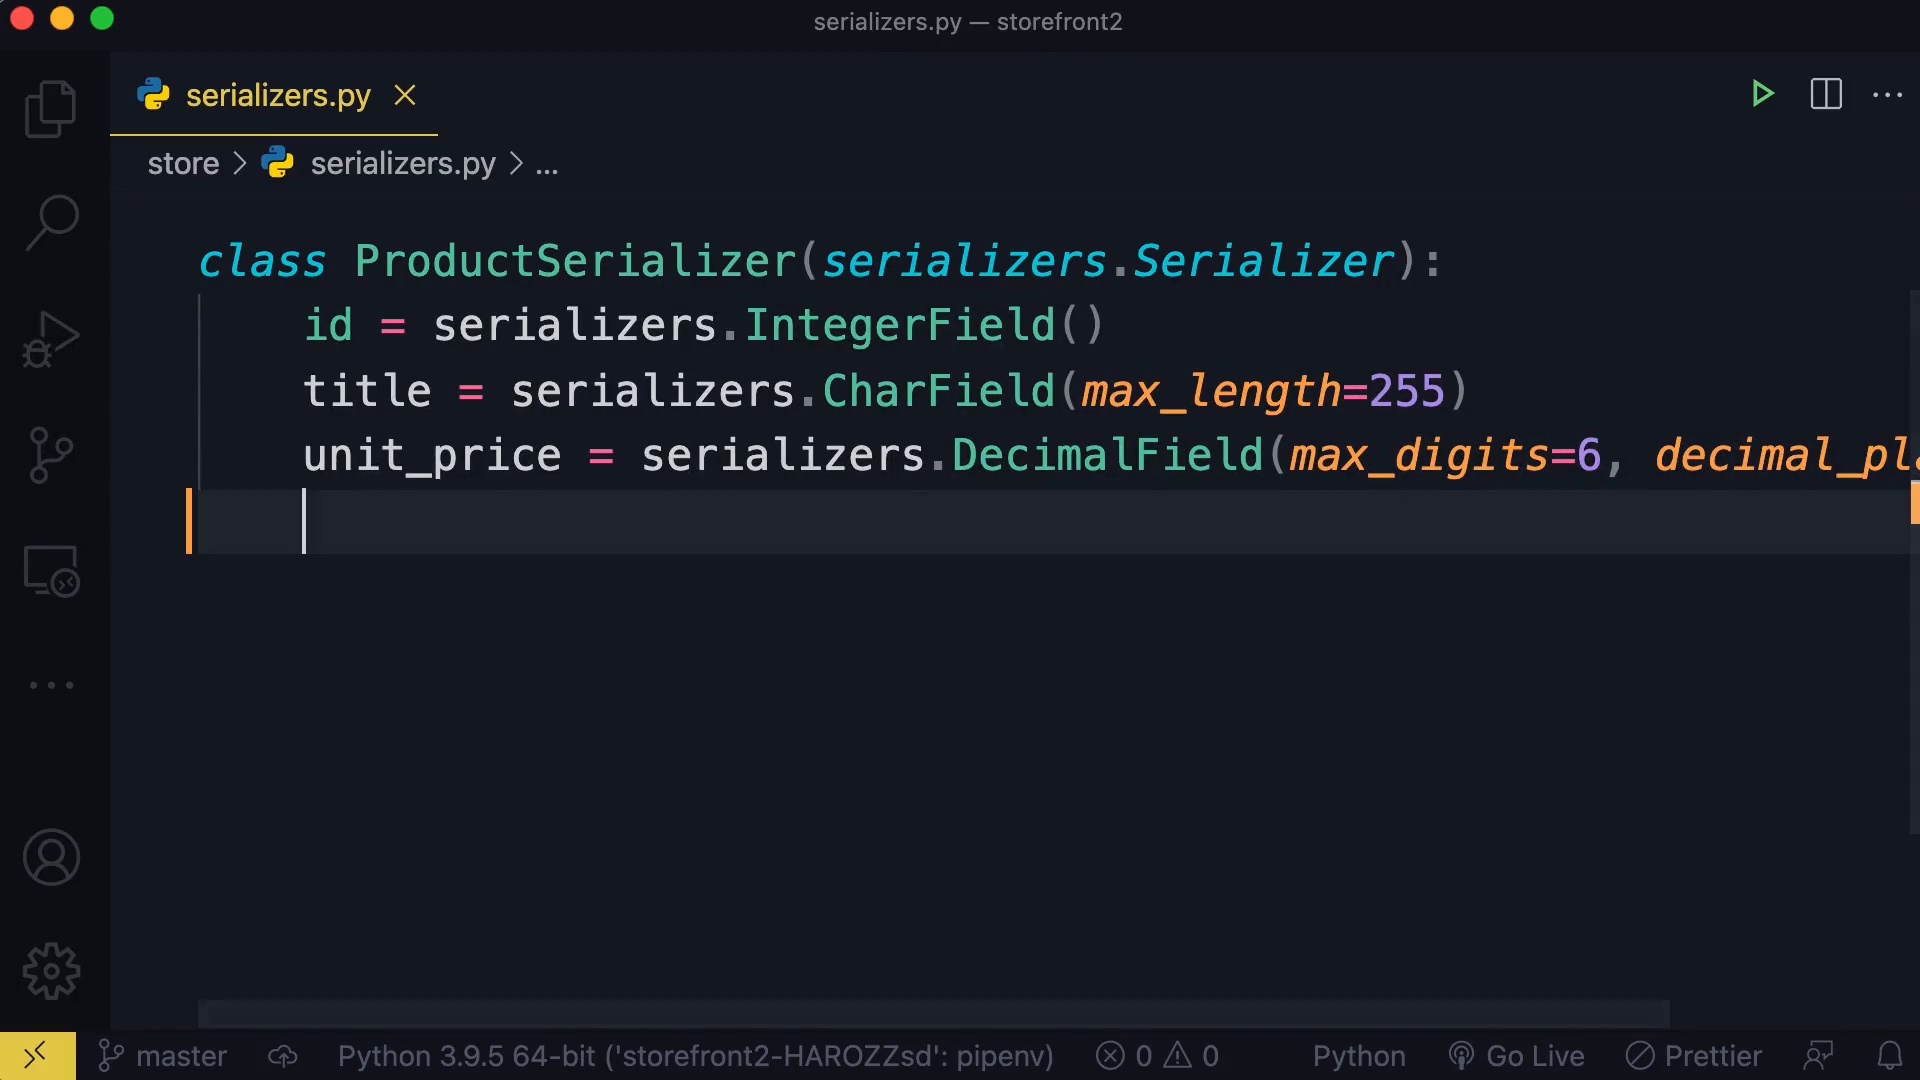 serializers.py — storefront2
serializers.py
store > serializers.py > ...
class ProductSerializer(serializers.Serializer):
    id = serializers.IntegerField()
    title = serializers.CharField(max_length=255)
    unit_price = serializers.DecimalField(max_digits=6, decimal_pla
master Python 3.9.5 64-bit ('storefront2-HAROZZsd': pipenv) 0 0 Python Go Live Prettier